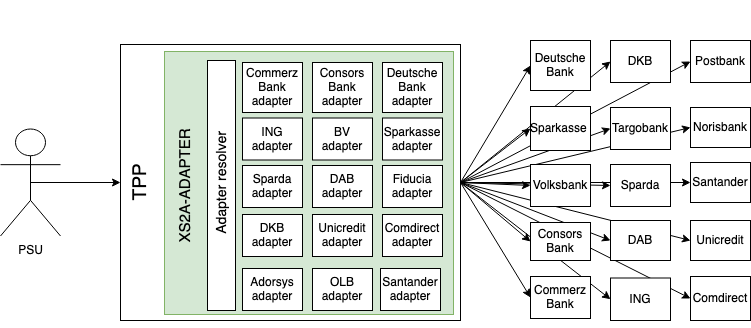 PSU
TPP
XS2A-ADAPTER
Adapter resolver
Commerz
Bank
adapter
Consors
Bank
adapter
Deutsche
Bank
adapter
ING
adapter
BV
adapter
Sparkasse
adapter
Sparda
adapter
DAB
adapter
Fiducia
adapter
DKB
adapter
Unicredit
adapter
Comdirect
adapter
Adorsys
adapter
OLB
adapter
Santander
adapter
Deutsche
Bank
DKB
Postbank
Sparkasse
Targobank
Norisbank
Volksbank
Sparda
Santander
Consors
Bank
DAB
Unicredit
Commerz
Bank
ING
Comdirect